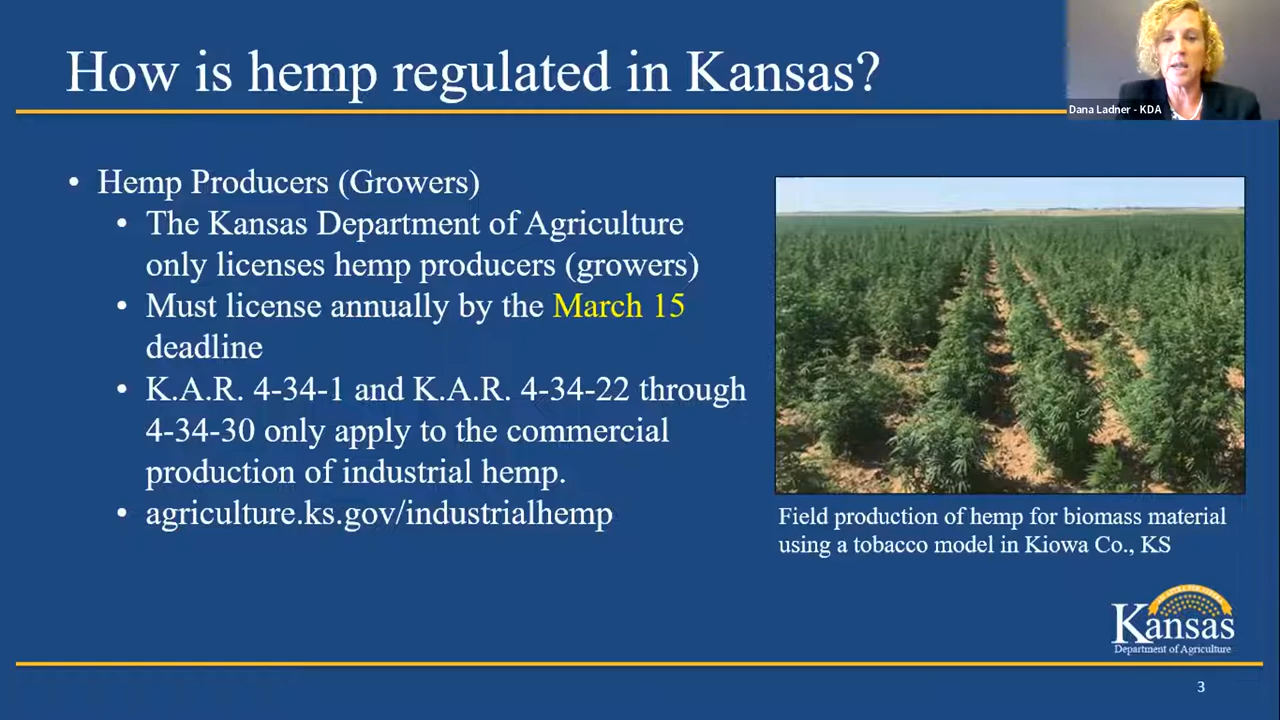 How is hemp regulated in Kansas?
Dana Ladner - KDA
• Hemp Producers (Growers)
• The Kansas Department of Agriculture
only licenses hemp producers (growers)
• Must license annually by the March 15
deadline
• K.A.R. 4-34-1 and K.A.R. 4-34-22 through
4-34-30 only apply to the commercial
production of industrial hemp.
• agriculture.ks.gov/industrialhemp
Field production of hemp for biomass material
using a tobacco model in Kiowa Co., KS
Kansas
Department of Agriculture
3